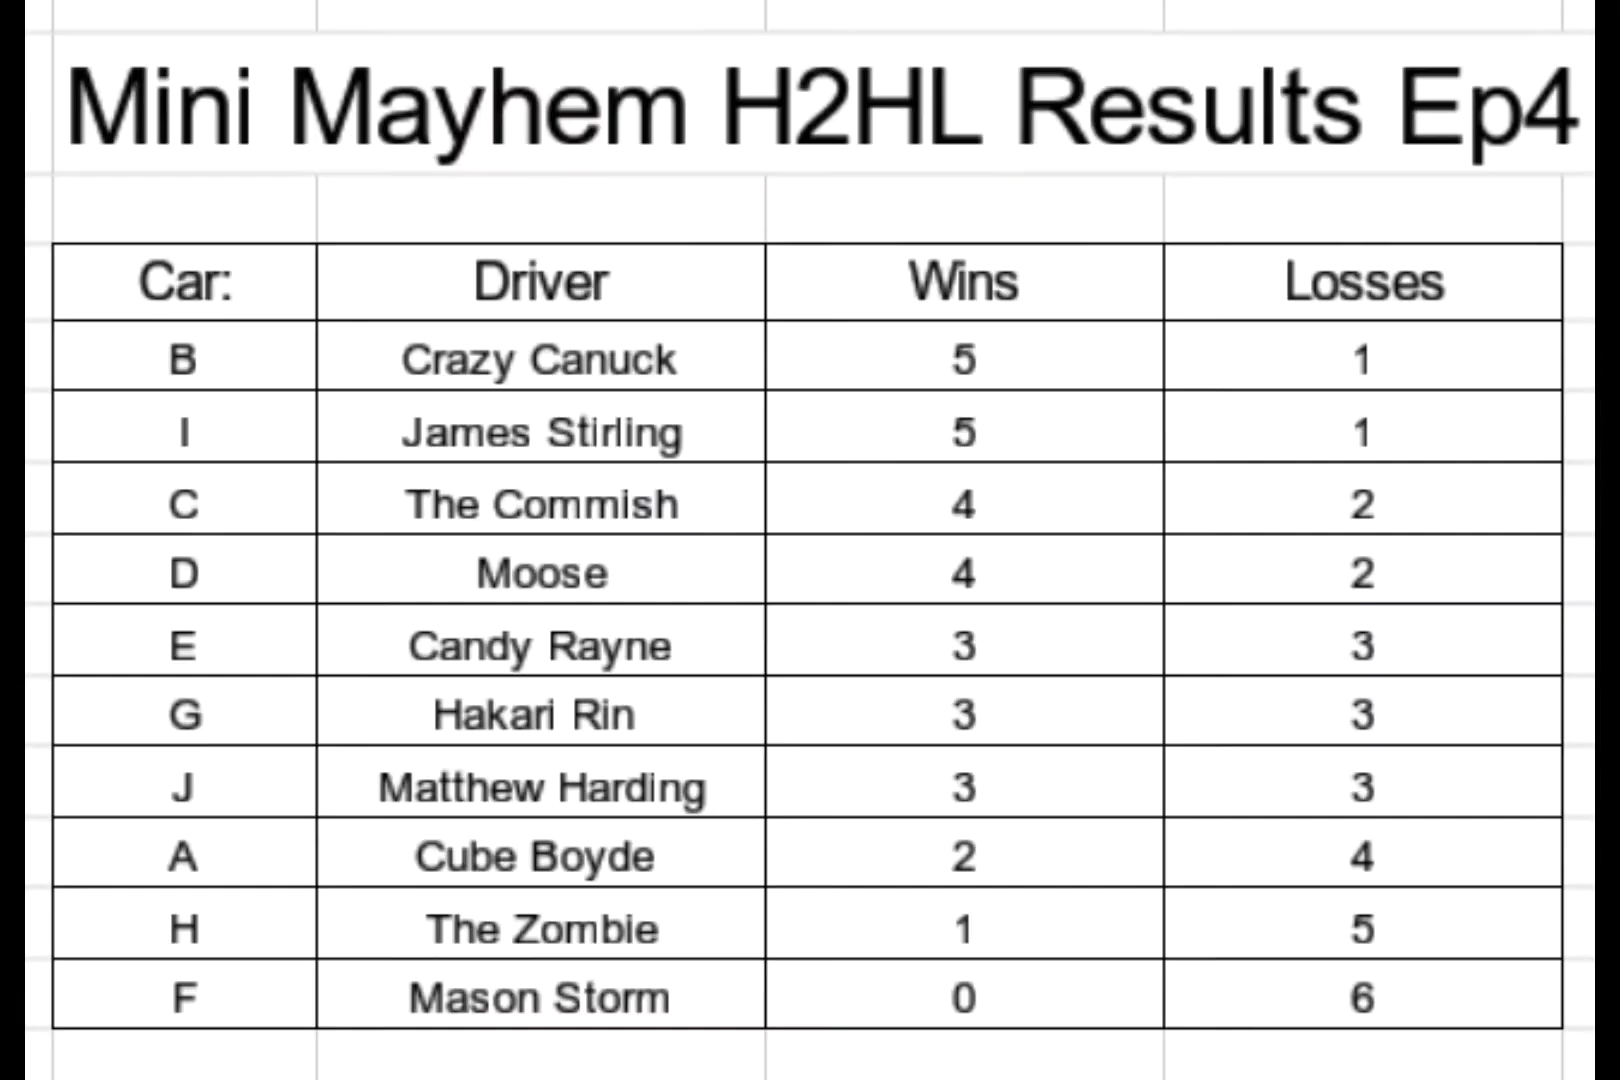 Mini Mayhem H2HL Results Ep4
Car: Driver Wins Losses
B Crazy Canuck 5 1
I James Stirling 5 1
C The Commish 4 2
D Moose 4 2
E Candy Rayne 3 3
G Hakari Rin 3 3
J Matthew Harding 3 3
A Cube Boyde 2 4
H The Zombie 1 5
F Mason Storm 0 6